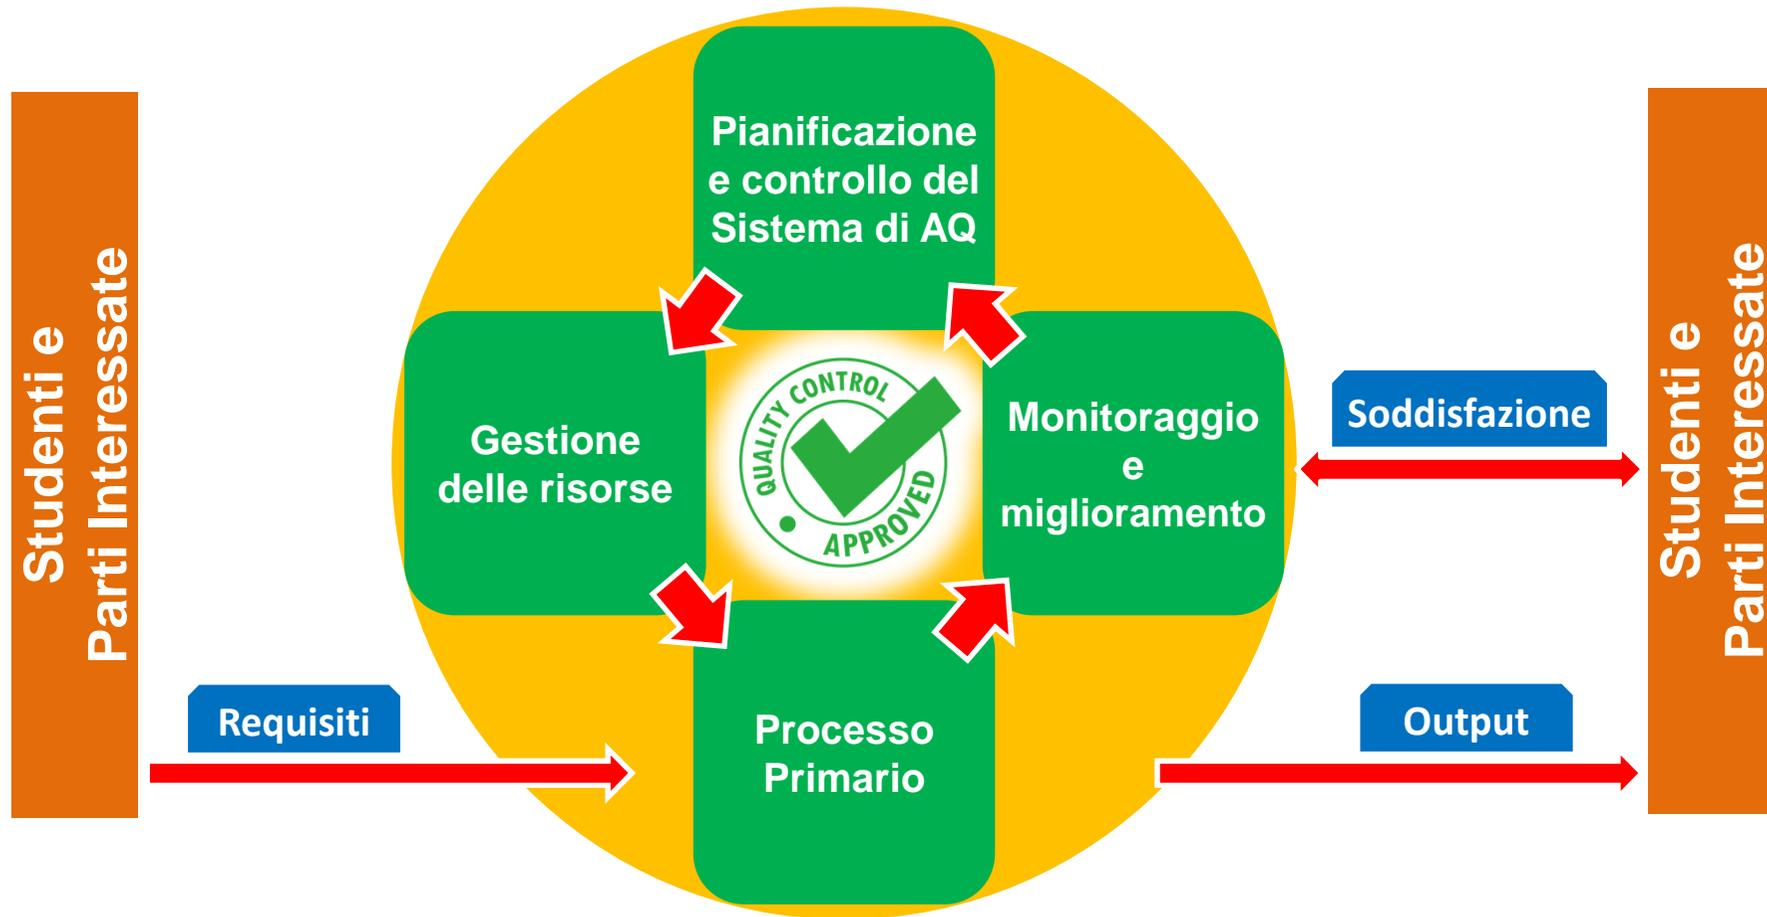 Studenti e
Parti Interessate
Pianificazione
e controllo del
Sistema di AQ
Gestione
delle risorse
QUALITY CONTROL
APPROVED
Monitoraggio
e
miglioramento
Processo
Primario
Requisiti
Soddisfazione
Output
Studenti e
Parti Interessate